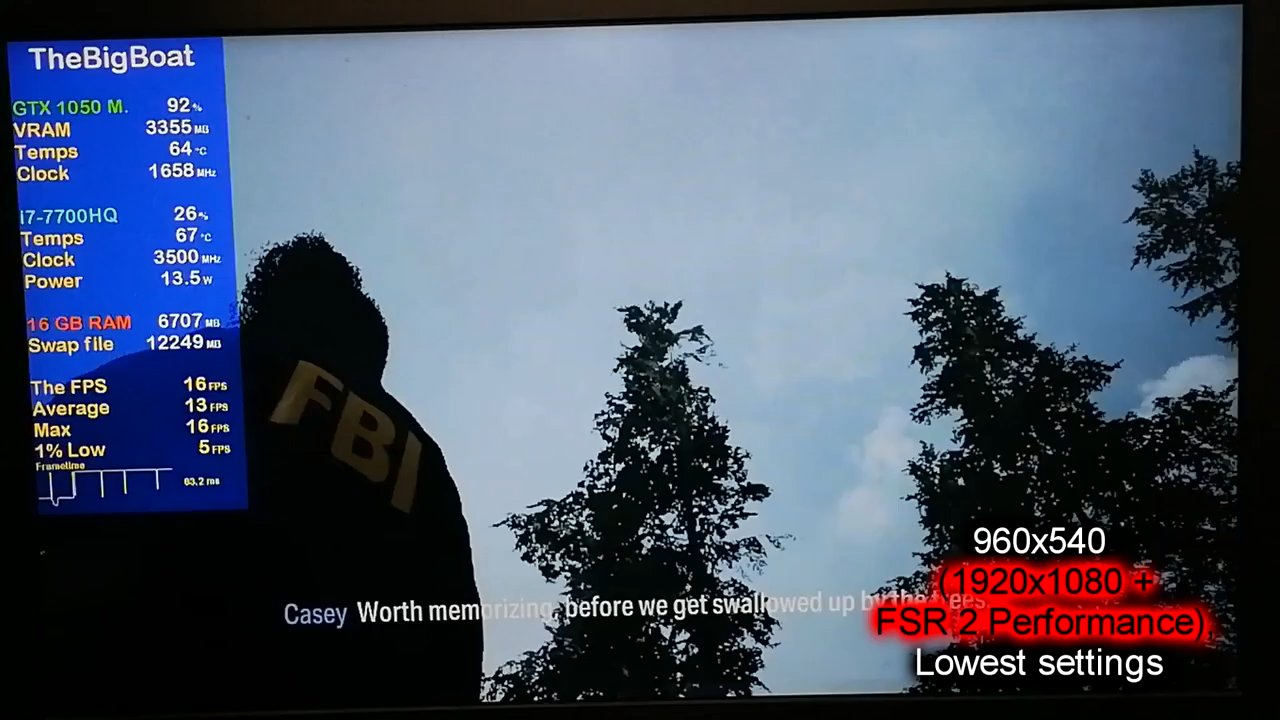 TheBigBoat
GTX 1050 M. 92 %
VRAM 3355 MB
Temps 64 °C
Clock 1658 MHz
i7-7700HQ 26 %
Temps 67 °C
Clock 3500 MHz
Power 13.5 W
16 GB RAM 6707 MB
Swap file 12249 MB
The FPS 16 FPS
Average 13 FPS
Max 16 FPS
1% Low 5 FPS
Frametime
63.2 ms
FBI
960x540
(1920x1080 +
FSR 2 Performance),
Lowest settings
Casey Worth memorizing, before we get swallowed up by the trees.